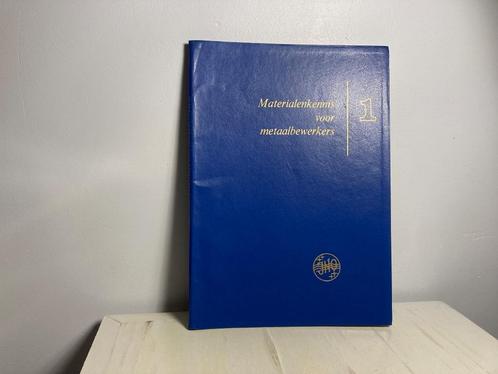 Materialenkennis
voor
metaalbewerkers
1